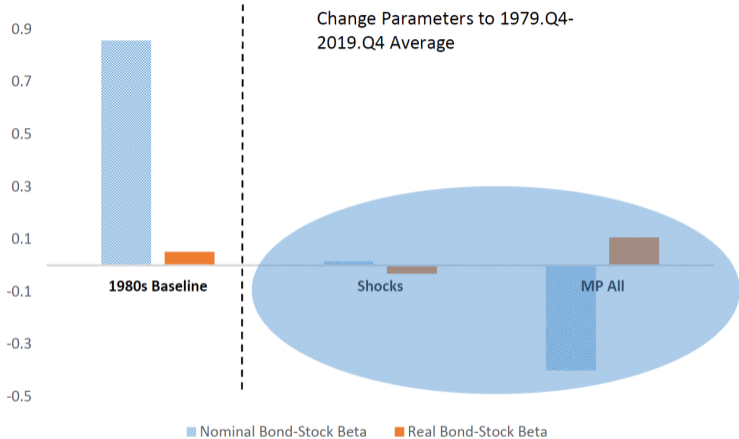 Change Parameters to 1979.Q4-
2019.Q4 Average
0.9
0.7
0.5
0.3
0.1
-0.1
-0.3
-0.5
1980s Baseline
Shocks
MP All
Nominal Bond-Stock Beta
Real Bond-Stock Beta